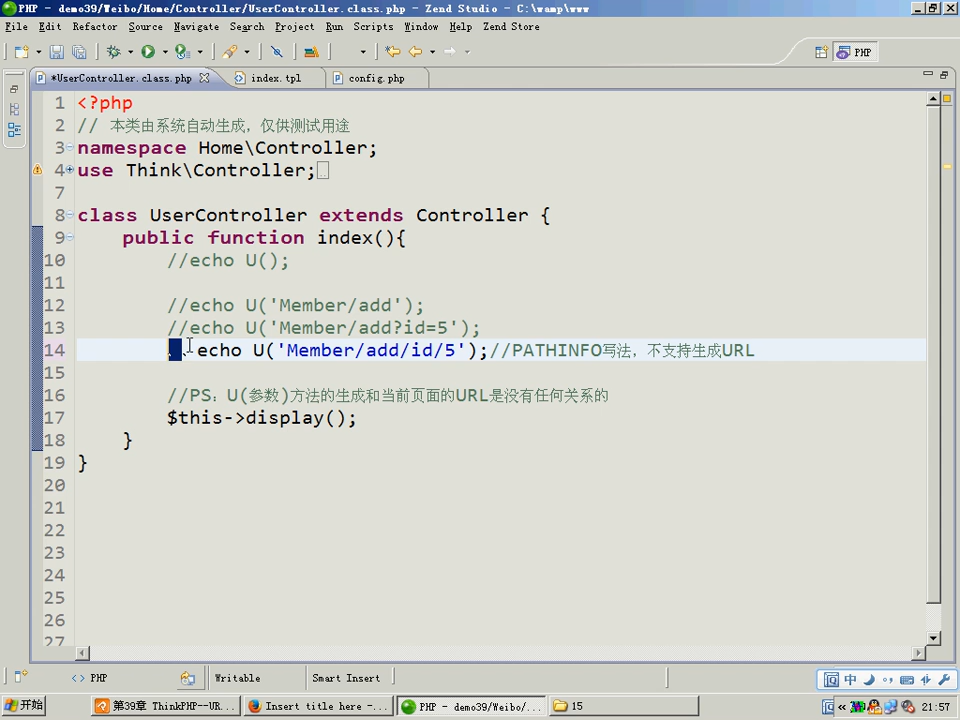 PHP - demo39/Weibo/Home/Controller/UserController.class.php - Zend Studio - C:\wamp\www
File Edit Refactor Source Navigate Search Project Run Scripts Window Help Zend Store
PHP
*UserController.class.php index.tpl config.php
1 <?php
2 // 本类由系统自动生成，仅供测试用途
3 namespace Home\Controller;
4 use Think\Controller;
7
8 class UserController extends Controller {
9 public function index(){
10 //echo U();
11
12 //echo U('Member/add');
13 //echo U('Member/add?id=5');
14 echo U('Member/add/id/5');//PATHINFO写法，不支持生成URL
15
16 //PS：U(参数)方法的生成和当前页面的URL是没有任何关系的
17 $this->display();
18 }
19 }
20
21
22
23
24
25
26
27
<> PHP Writable Smart Insert
中
开始 第39章 ThinkPHP--UR... Insert title here -... PHP - demo39/Weibo/... 15 21:57